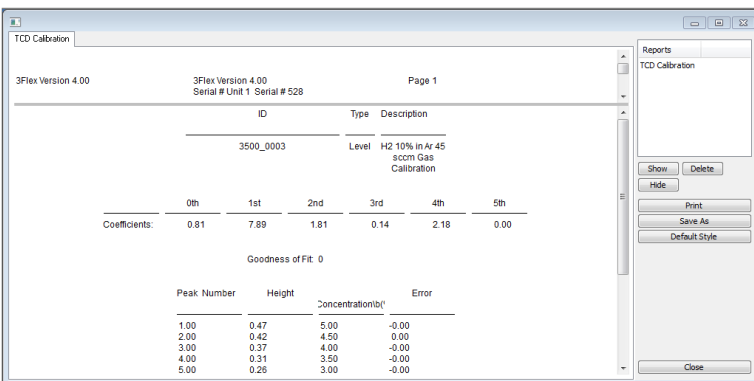 TCD Calibration
3Flex Version 4.00 3Flex Version 4.00 Page 1
Serial # Unit 1 Serial # 528
ID Type Description
3500_0003 Level H2 10% in Ar 45
sccm Gas
Calibration
0th 1st 2nd 3rd 4th 5th
Coefficients: 0.81 7.89 1.81 0.14 2.18 0.00
Goodness of Fit: 0
Peak Number Height Concentration\b(' Error
1.00 0.47 5.00 -0.00
2.00 0.42 4.50 0.00
3.00 0.37 4.00 -0.00
4.00 0.31 3.50 -0.00
5.00 0.26 3.00 -0.00
Reports
TCD Calibration
Show Delete
Hide
Print
Save As
Default Style
Close